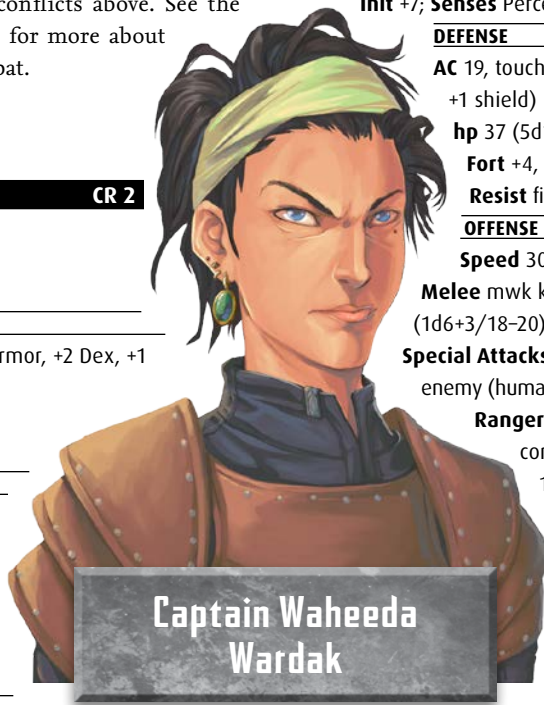 conflicts above. See the
for more about
bat.
CR 2
rmor, +2 Dex, +1
Init +7; Senses Perce
DEFENSE
AC 19, touch
+1 shield)
hp 37 (5d1
Fort +4,
Resist fi
OFFENSE
Speed 30
Melee mwk k
(1d6+3/18–20)
Special Attacks
enemy (huma
Ranger
con
1
Captain Waheeda
Wardak